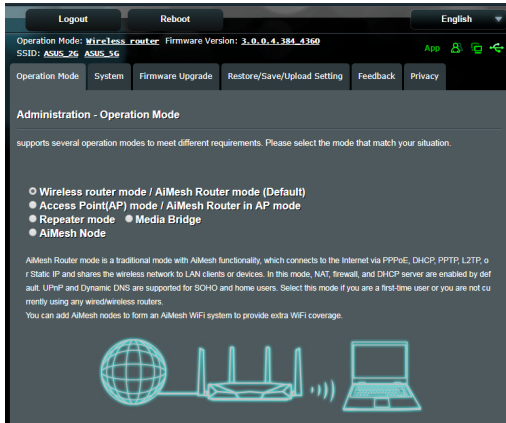 Logout Reboot English
Operation Mode: Wireless router Firmware Version: 3.0.0.4.384_4360
SSID: ASUS_2G ASUS_5G App
Operation Mode System Firmware Upgrade Restore/Save/Upload Setting Feedback Privacy
Administration - Operation Mode
supports several operation modes to meet different requirements. Please select the mode that match your situation.
Wireless router mode / AiMesh Router mode (Default)
Access Point(AP) mode / AiMesh Router in AP mode
Repeater mode Media Bridge
AiMesh Node
AiMesh Router mode is a traditional mode with AiMesh functionality, which connects to the Internet via PPPoE, DHCP, PPTP, L2TP, o
r Static IP and shares the wireless network to LAN clients or devices. In this mode, NAT, firewall, and DHCP server are enabled by def
ault. UPnP and Dynamic DNS are supported for SOHO and home users. Select this mode if you are a first-time user or you are not cu
rrently using any wired/wireless routers.
You can add AiMesh nodes to form an AiMesh WiFi system to provide extra WiFi coverage.